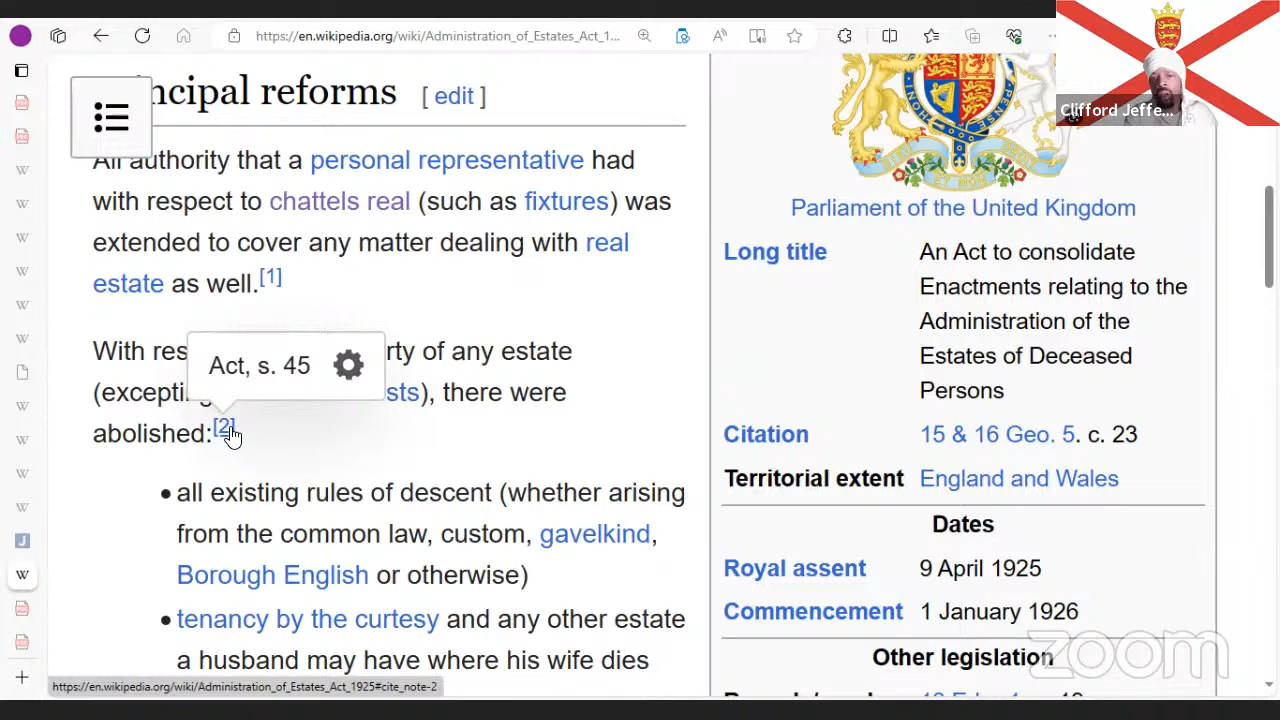 https://en.wikipedia.org/wiki/Administration_of_Estates_Act_1...
Clifford Jeffe...
ncipal reforms [ edit ]
All authority that a personal representative had
with respect to chattels real (such as fixtures) was
extended to cover any matter dealing with real
estate as well.[1]
Act, s. 45
With res rty of any estate
(excepti sts), there were
abolished:[2]
• all existing rules of descent (whether arising
from the common law, custom, gavelkind,
Borough English or otherwise)
• tenancy by the curtesy and any other estate
a husband may have where his wife dies
https://en.wikipedia.org/wiki/Administration_of_Estates_Act_1925#cite_note-2
Parliament of the United Kingdom
Long title An Act to consolidate
Enactments relating to the
Administration of the
Estates of Deceased
Persons
Citation 15 & 16 Geo. 5. c. 23
Territorial extent England and Wales
Dates
Royal assent 9 April 1925
Commencement 1 January 1926
Other legislation
zoom